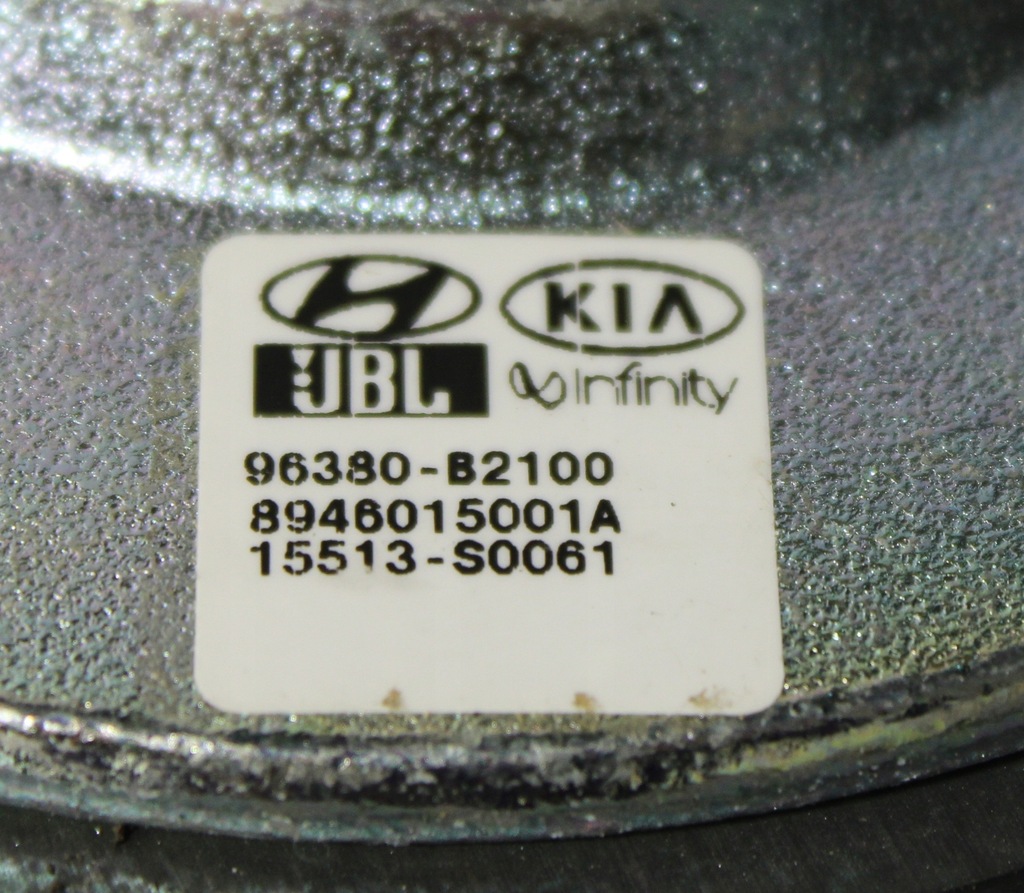 KIA
JBL Infinity
96380-B2100
8946015001A
15513-S0061